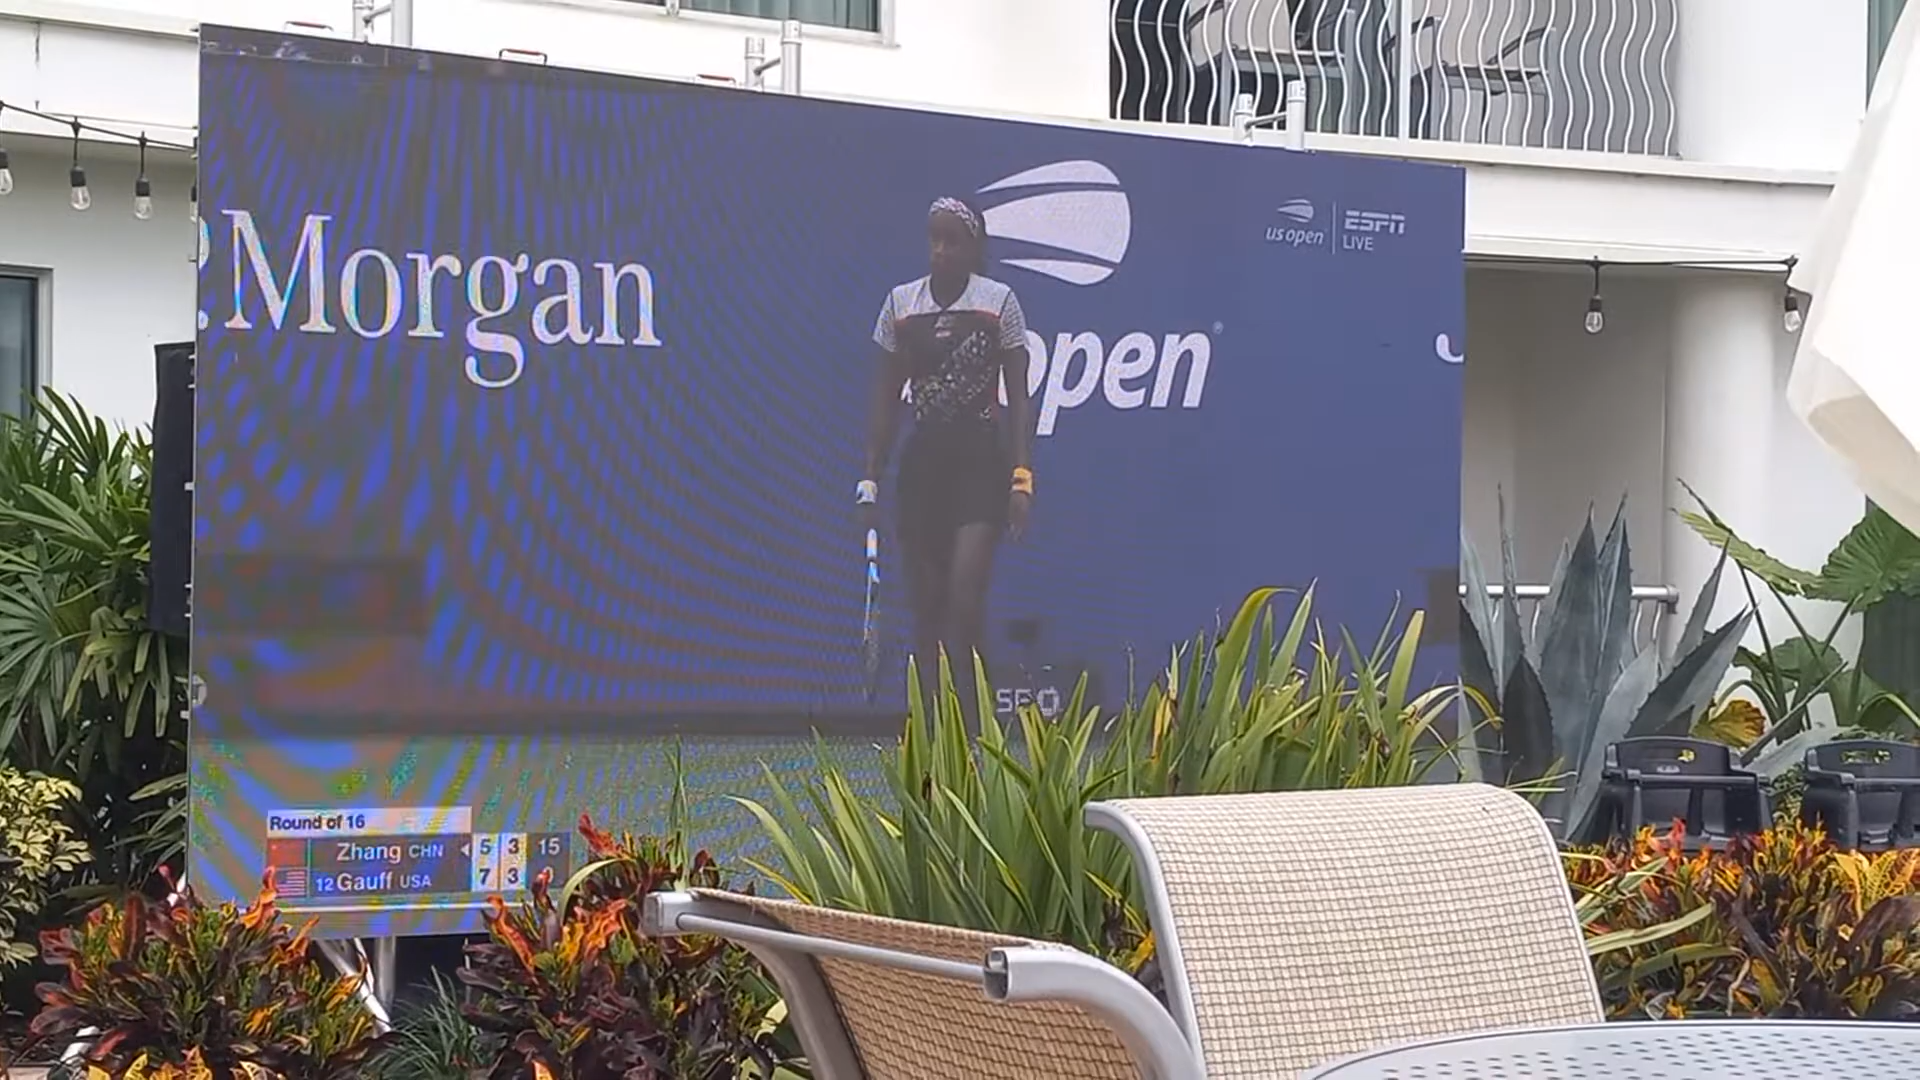 Morgan
open
us open
ESPN
LIVE
Round of 16
Zhang CHN 5 3 15
12 Gauff USA 7 3